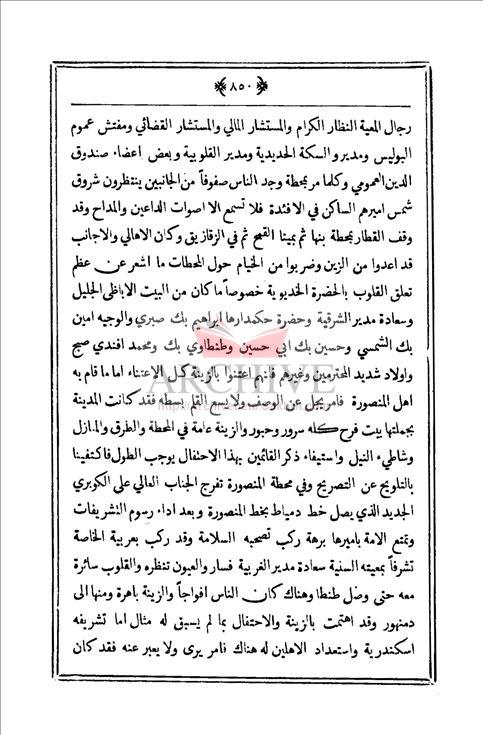 ٨٥٠
رجال المعية النظار الكرام والمستشار المالي والمستشار القضائي ومفتش عموم
البوليس ومديرو السكة الحديدية ومدير القلوبية وبعض اعضاء صندوق
الدين العمومي وكلما مر بمحطة وجد الناس صفوفاً من الجانبين ينتظرون شروق
شمس اميرهم الساكن في الافئدة فلا تسمع الا اصوات الداعين والمداح وقد
وقف القطار بمحطة بنها ثم بمينا القمح ثم في الزقازيق وكان الاهالي والاجانب
قد اعدوا من الزين وضربوا من الخيام حول المحطات ما اشعر عن عظم
تعلق القلوب بالحضرة الخديوية خصوصاً ما كان من البيت الاباظي الجليل
وسعادة مدير الشرقية وحضرة حكمدارها ابراهيم بك صبري والوجيه امين
بك الشمسي وحسين بك ابي حسين وطنطاوي بك ومحمد افندي صبح
واولاد شديد المحترمين وغيرهم فانهم اعتنوا بالزينة كل الاعتناء اما ما قام به
اهل المنصورة فامر يجل عن الوصف ولا يسع القلم بسطه فقد كانت المدينة
بجملتها بيت فرح كله سرور وحبور والزينة عامة في المحطة والطرق والمنازل
وشاطيء النيل واستيفاء ذكر القائمين بهذا الاحتفال يوجب الطول فاكتفينا
بالتلويح عن التصريح وفي محطة المنصورة تفرج الجناب العالي على الكوبري
الجديد الذي يصل خط دمياط بخط المنصورة وبعد اداء رسوم التشريفات
وتمتع الامة باميرها برهة ركب تصحبه السلامة وقد ركب بعربية الخاصة
تشرفاً بمعيته السنية سعادة مدير الغربية فسار والعيون تنظره والقلوب سائرة
معه حتى وصل طنطا وهناك كان الناس افواجاً والزينة باهرة ومنها الى
دمنهور وقد اهتمت بالزينة والاحتفال بما لم يسبق له مثال اما تشريفه
اسكندرية واستعداد الاهلين له هناك فامر يرى ولا يعبر عنه فقد كان
ARCHIVE